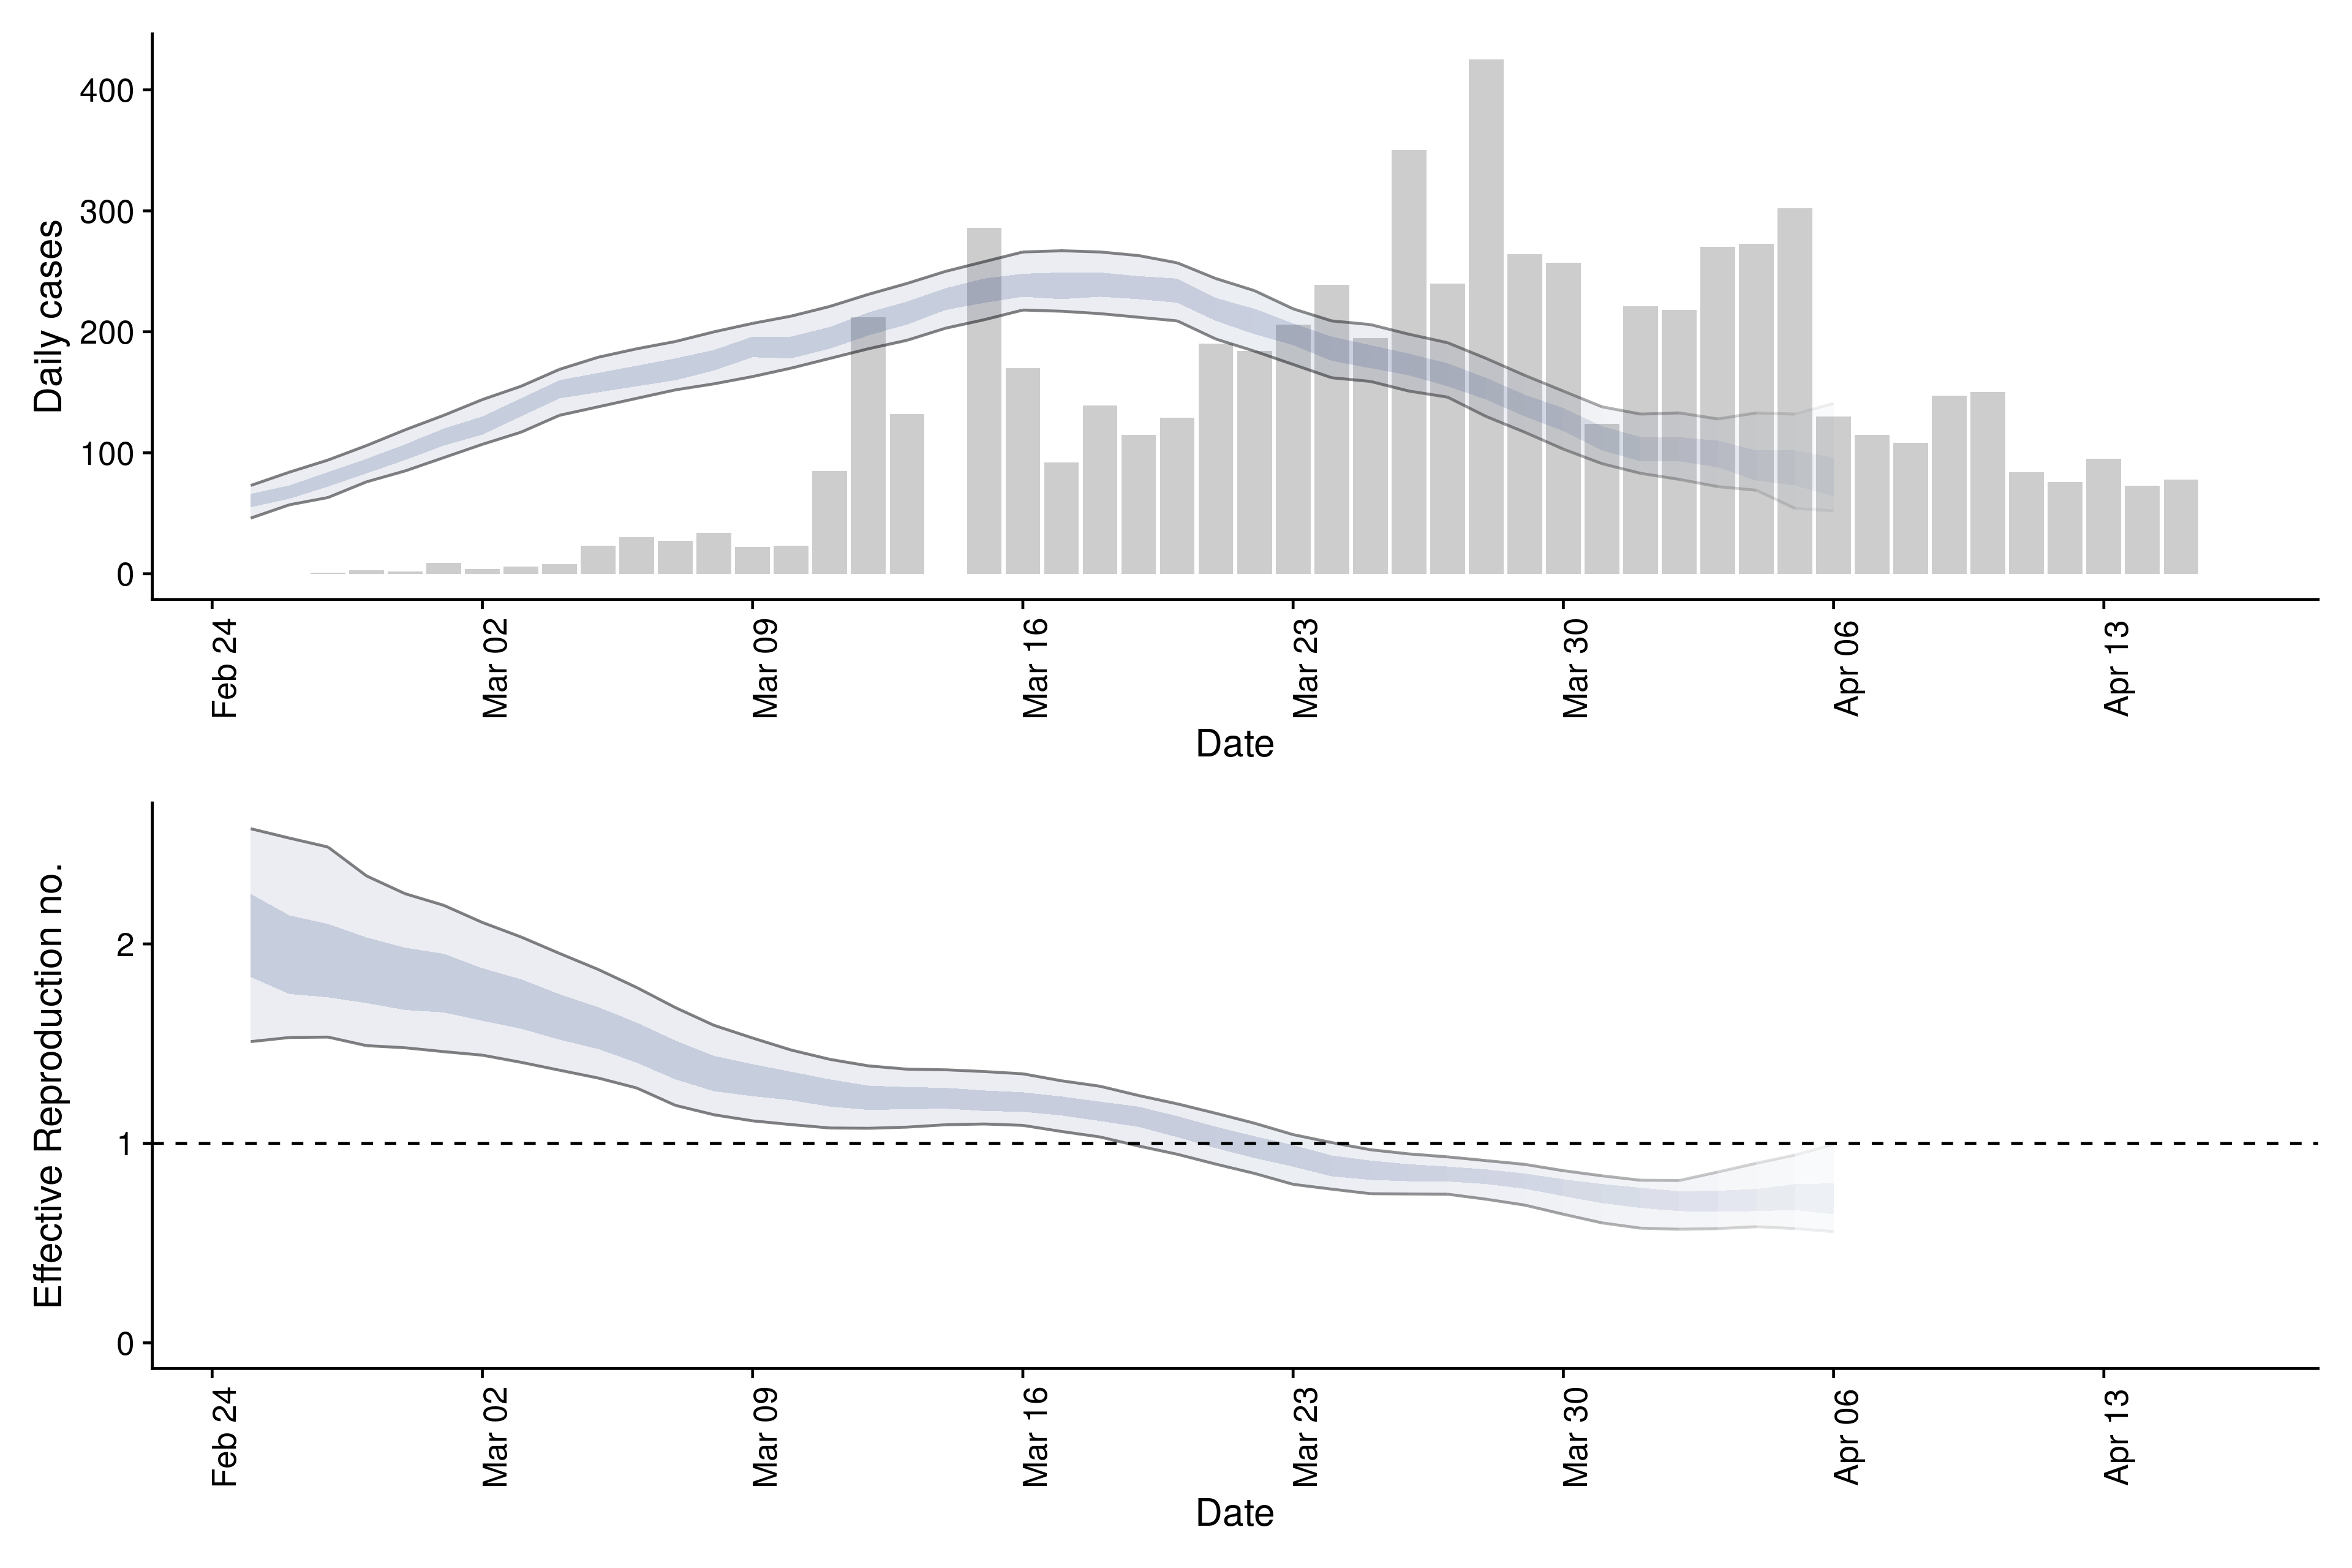 400
300
200
100
0
Daily cases
Feb 24
Mar 02
Mar 09
Mar 16
Mar 23
Mar 30
Apr 06
Apr 13
Date
2
1
0
Effective Reproduction no.
Feb 24
Mar 02
Mar 09
Mar 16
Mar 23
Mar 30
Apr 06
Apr 13
Date